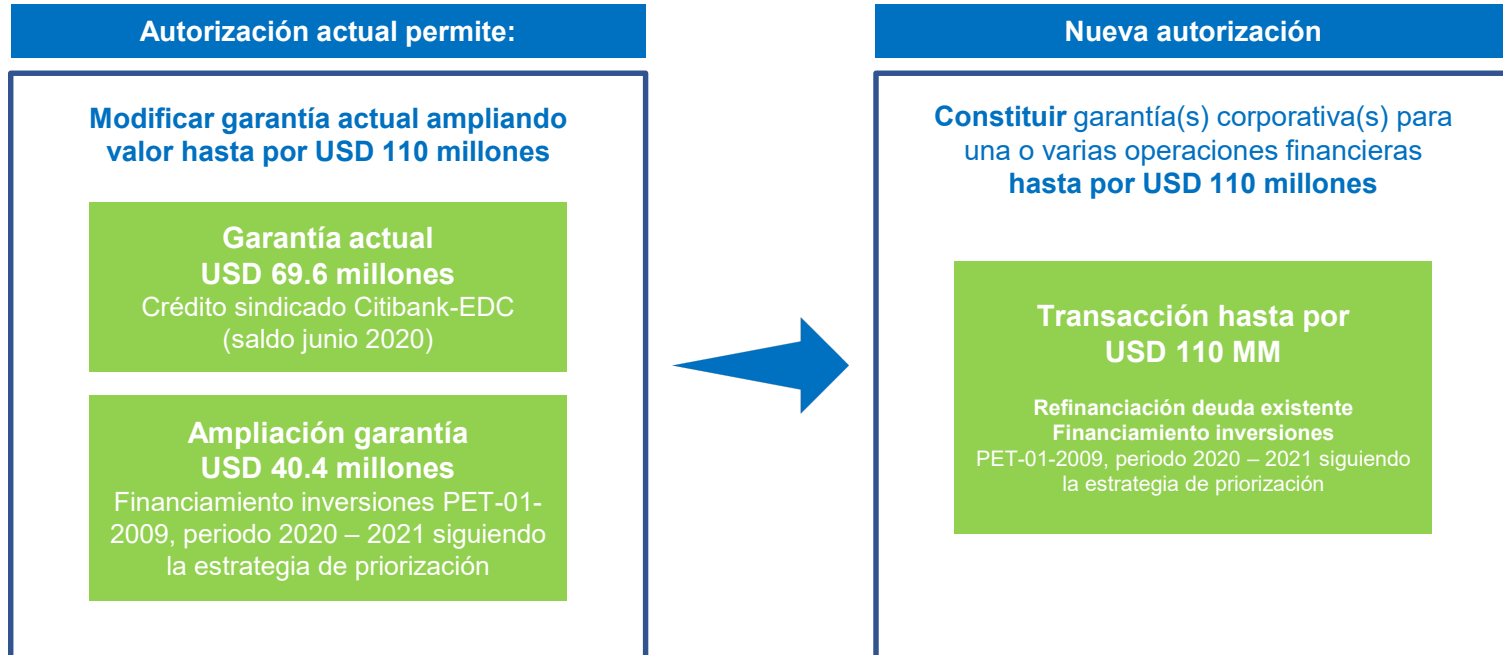 Autorización actual permite:
Modificar garantía actual ampliando
valor hasta por USD 110 millones
Garantía actual
USD 69.6 millones
Crédito sindicado Citibank-EDC
(saldo junio 2020)
Ampliación garantía
USD 40.4 millones
Financiamiento inversiones PET-01-
2009, periodo 2020 – 2021 siguiendo
la estrategia de priorización
Nueva autorización
Constituir garantía(s) corporativa(s) para
una o varias operaciones financieras
hasta por USD 110 millones
Transacción hasta por
USD 110 MM
Refinanciación deuda existente
Financiamiento inversiones
PET-01-2009, periodo 2020 – 2021 siguiendo
la estrategia de priorización